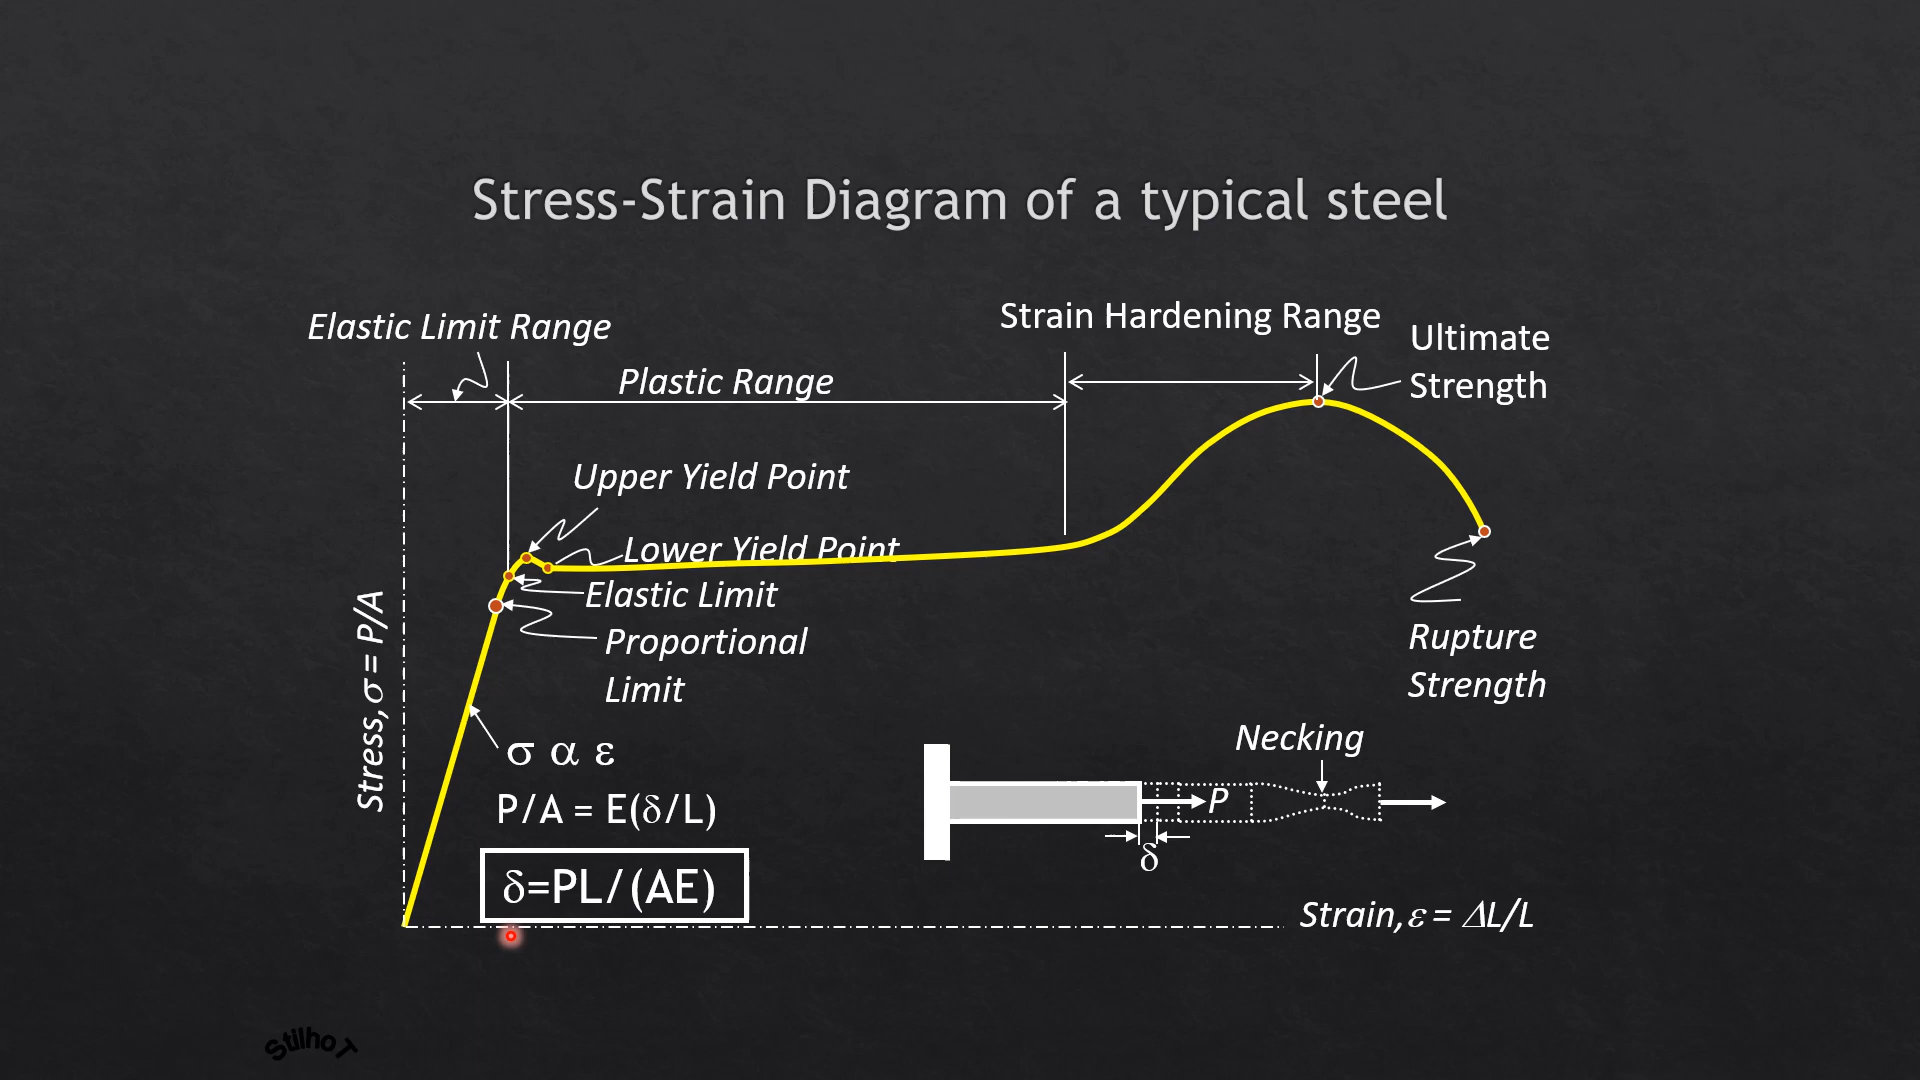 Stress-Strain Diagram of a typical steel
Elastic Limit Range
Strain Hardening Range
Ultimate
Strength
Plastic Range
Upper Yield Point
Lower Yield Point
Elastic Limit
Proportional
Limit
Stress, σ = P/A
Rupture
Strength
σ α ε
P/A = E(δ/L)
δ=PL/(AE)
Necking
P
δ
Strain, ε = ΔL/L
Stilho T